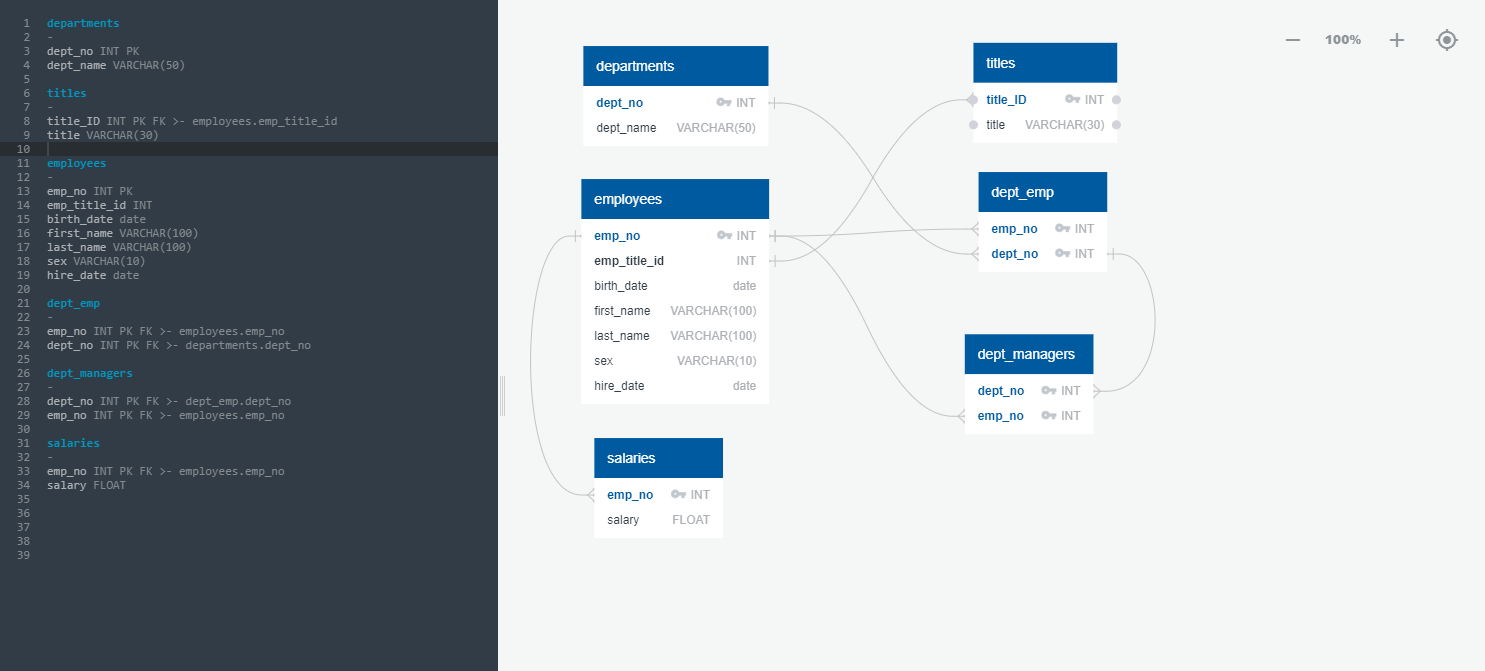 1 departments
2 -
3 dept_no INT PK
4 dept_name VARCHAR(50)
5
6 titles
7 -
8 title_ID INT PK FK >- employees.emp_title_id
9 title VARCHAR(30)
10
11 employees
12 -
13 emp_no INT PK
14 emp_title_id INT
15 birth_date date
16 first_name VARCHAR(100)
17 last_name VARCHAR(100)
18 sex VARCHAR(10)
19 hire_date date
20
21 dept_emp
22 -
23 emp_no INT PK FK >- employees.emp_no
24 dept_no INT PK FK >- departments.dept_no
25
26 dept_managers
27 -
28 dept_no INT PK FK >- dept_emp.dept_no
29 emp_no INT PK FK >- employees.emp_no
30
31 salaries
32 -
33 emp_no INT PK FK >- employees.emp_no
34 salary FLOAT
35
36
37
38
39
100%
departments
dept_no INT
dept_name VARCHAR(50)
titles
title_ID INT
title VARCHAR(30)
employees
emp_no INT
emp_title_id INT
birth_date date
first_name VARCHAR(100)
last_name VARCHAR(100)
sex VARCHAR(10)
hire_date date
dept_emp
emp_no INT
dept_no INT
dept_managers
dept_no INT
emp_no INT
salaries
emp_no INT
salary FLOAT